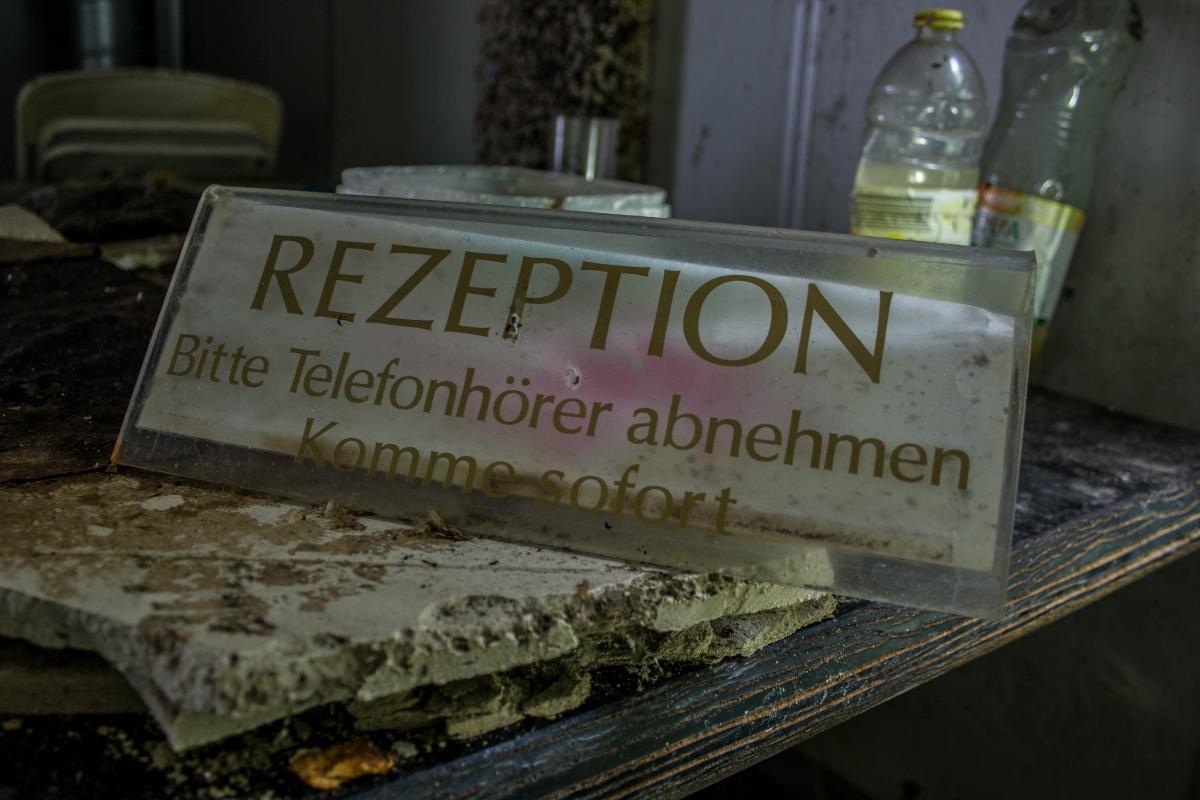 REZEPTION
Bitte Telefonhörer abnehmen
Komme sofort